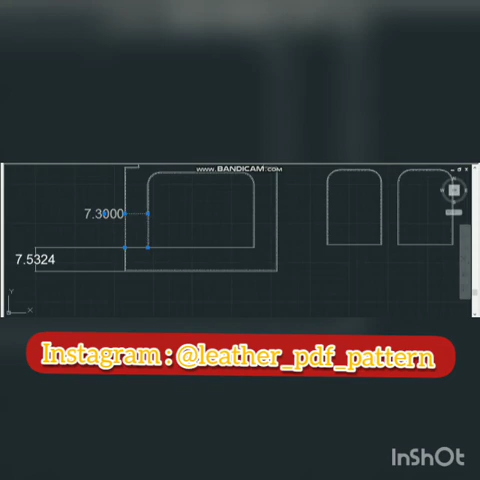 www.BANDICAM.COM
7.3000
7.5324
Y
X
Instagram : @leather_pdf_pattern
InShOt